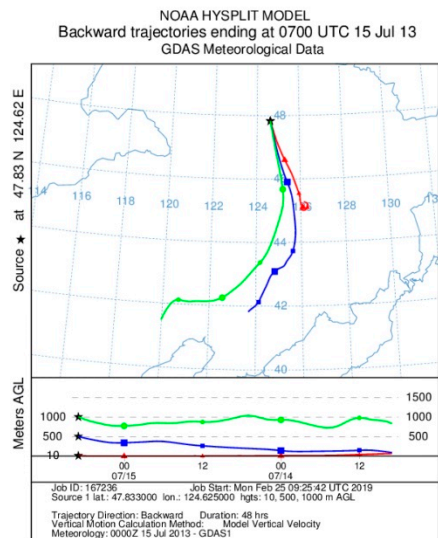 NOAA HYSPLIT MODEL
Backward trajectories ending at 0700 UTC 15 Jul 13
GDAS Meteorological Data
Source ★ at 47.83 N 124.62 E
48
46
114 116 118 120 122 124 126 128 130 132
44
42
40
Meters AGL
1500
1000 1000
500 500
10
00 12 00 12
07/15 07/14
Job ID: 167236 Job Start: Mon Feb 25 09:25:42 UTC 2019
Source 1 lat.: 47.833000 lon.: 124.625000 hgts: 10, 500, 1000 m AGL
Trajectory Direction: Backward Duration: 48 hrs
Vertical Motion Calculation Method: Model Vertical Velocity
Meteorology: 0000Z 15 Jul 2013 - GDAS1